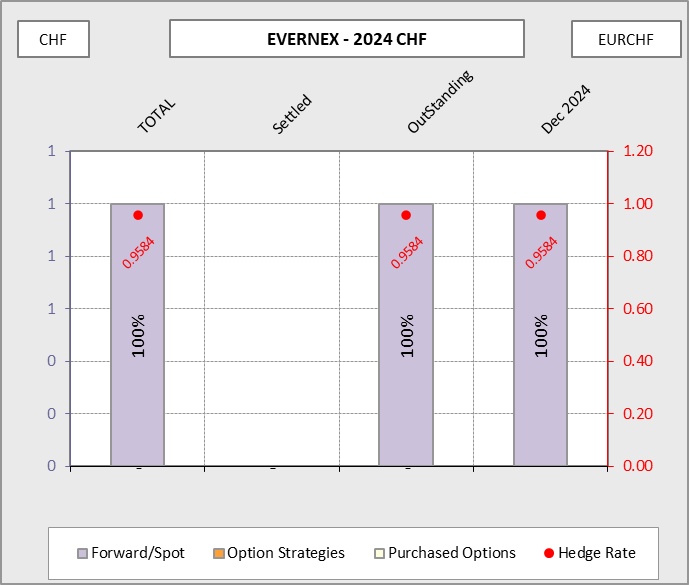 CHF
EVERNEX - 2024 CHF
EURCHF
TOTAL
Settled
OutStanding
Dec 2024
1 1.20
1 1.00
1 0.80
1 0.60
0 0.40
0 0.20
0 0.00
0.9584 0.9584 0.9584
100% 100% 100%
- - -
Forward/Spot Option Strategies Purchased Options Hedge Rate